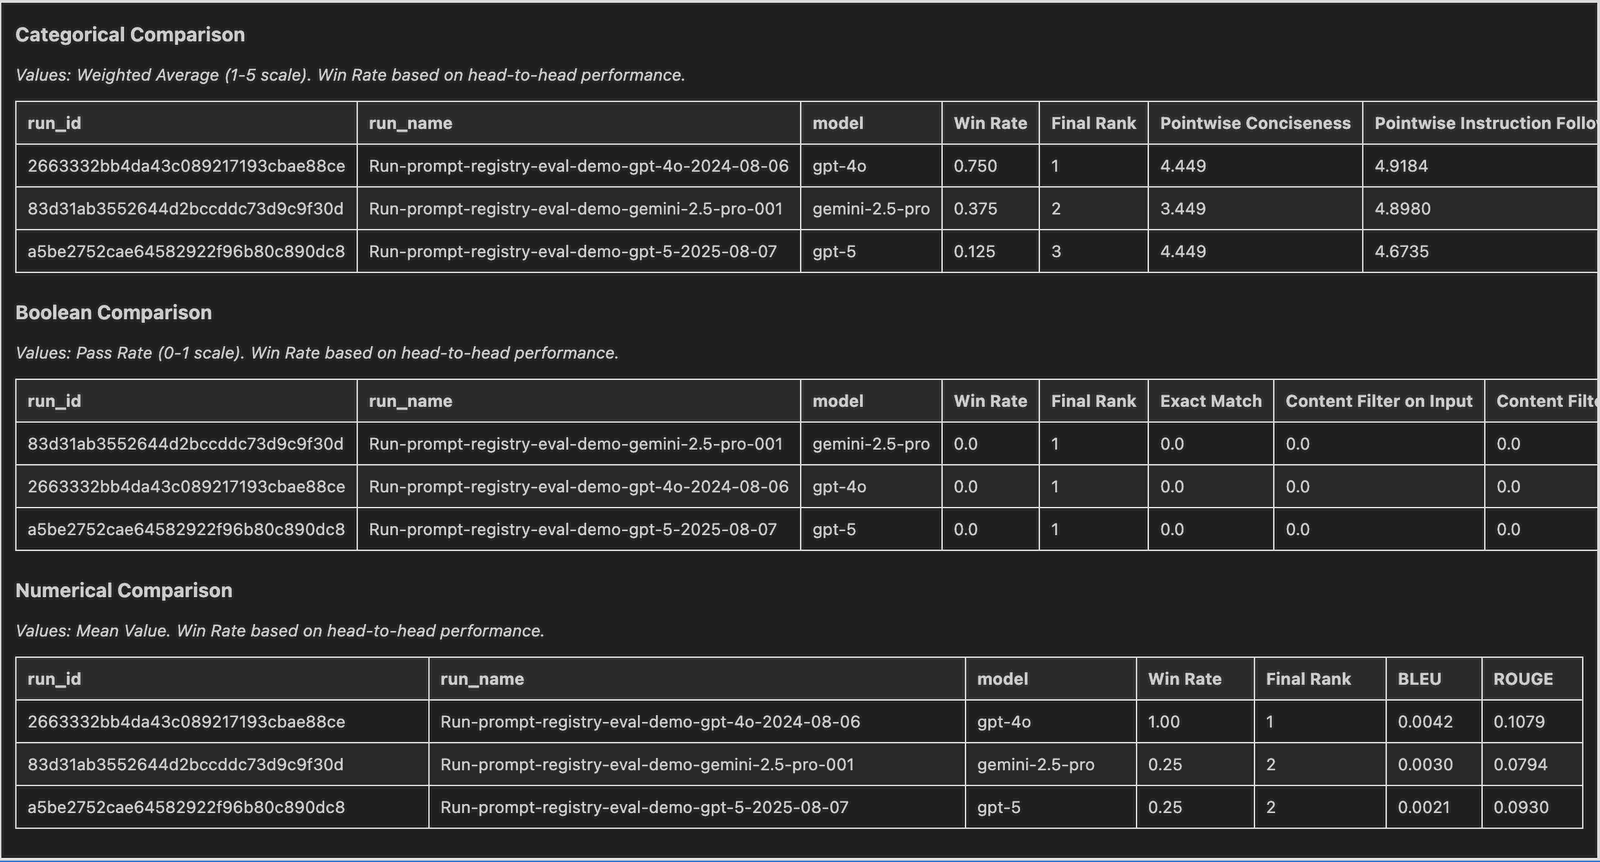 Categorical Comparison
Values: Weighted Average (1-5 scale). Win Rate based on head-to-head performance.
run_id run_name model Win Rate Final Rank Pointwise Conciseness Pointwise Instruction Follo
2663332bb4da43c089217193cbae88ce Run-prompt-registry-eval-demo-gpt-4o-2024-08-06 gpt-4o 0.750 1 4.449 4.9184
83d31ab3552644d2bccddc73d9c9f30d Run-prompt-registry-eval-demo-gemini-2.5-pro-001 gemini-2.5-pro 0.375 2 3.449 4.8980
a5be2752cae64582922f96b80c890dc8 Run-prompt-registry-eval-demo-gpt-5-2025-08-07 gpt-5 0.125 3 4.449 4.6735
Boolean Comparison
Values: Pass Rate (0-1 scale). Win Rate based on head-to-head performance.
run_id run_name model Win Rate Final Rank Exact Match Content Filter on Input Content Filte
83d31ab3552644d2bccddc73d9c9f30d Run-prompt-registry-eval-demo-gemini-2.5-pro-001 gemini-2.5-pro 0.0 1 0.0 0.0 0.0
2663332bb4da43c089217193cbae88ce Run-prompt-registry-eval-demo-gpt-4o-2024-08-06 gpt-4o 0.0 1 0.0 0.0 0.0
a5be2752cae64582922f96b80c890dc8 Run-prompt-registry-eval-demo-gpt-5-2025-08-07 gpt-5 0.0 1 0.0 0.0 0.0
Numerical Comparison
Values: Mean Value. Win Rate based on head-to-head performance.
run_id run_name model Win Rate Final Rank BLEU ROUGE
2663332bb4da43c089217193cbae88ce Run-prompt-registry-eval-demo-gpt-4o-2024-08-06 gpt-4o 1.00 1 0.0042 0.1079
83d31ab3552644d2bccddc73d9c9f30d Run-prompt-registry-eval-demo-gemini-2.5-pro-001 gemini-2.5-pro 0.25 2 0.0030 0.0794
a5be2752cae64582922f96b80c890dc8 Run-prompt-registry-eval-demo-gpt-5-2025-08-07 gpt-5 0.25 2 0.0021 0.0930